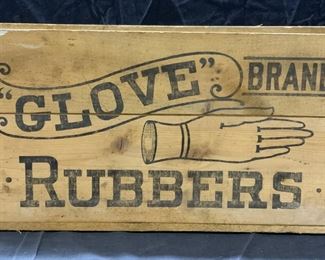 "GLOVE" BRAND
· RUBBERS ·